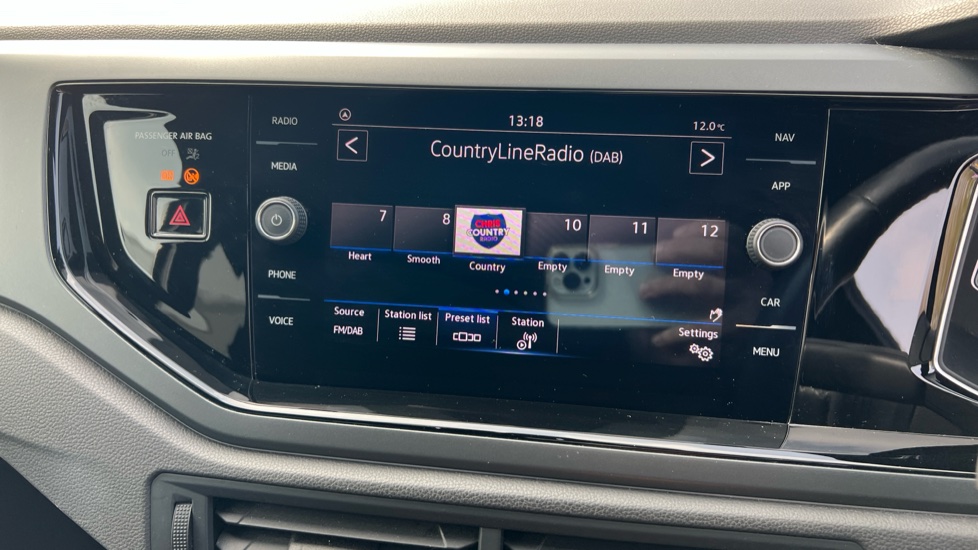 PASSENGER AIR BAG
OFF
RADIO
MEDIA
PHONE
VOICE
13:18
12.0°C
CountryLineRadio (DAB)
7
8
10
11
12
COUNTRY
RADIO
Heart
Smooth
Country
Empty
Empty
Empty
Source
FM/DAB
Station list
Preset list
Station
Settings
NAV
APP
CAR
MENU